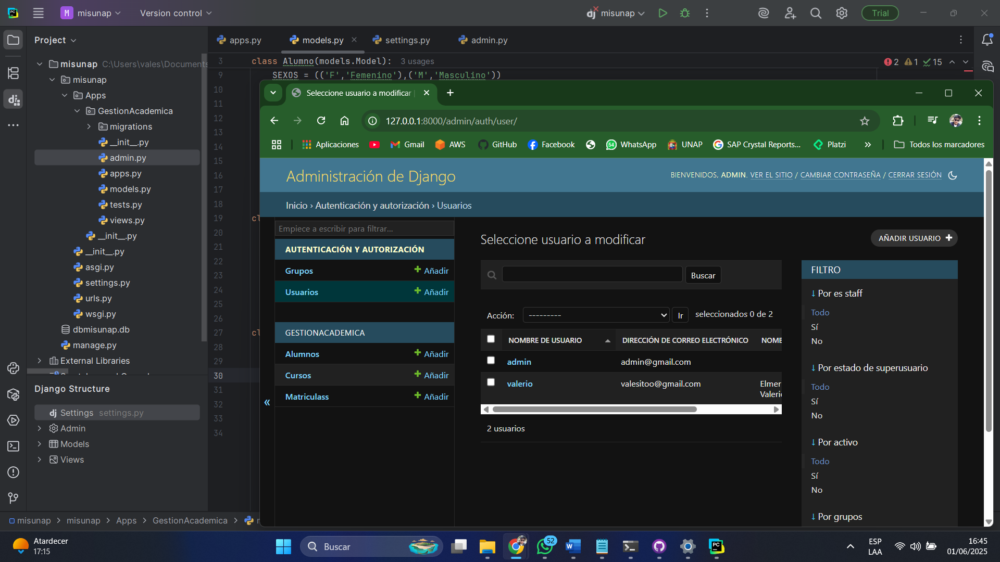 M misunap
Version control
misunap
Trial
Project
apps.py
models.py
settings.py
admin.py
misunap C:\Users\vales\Documents
misunap
Apps
GestionAcademica
migrations
__init__.py
admin.py
apps.py
models.py
tests.py
views.py
__init__.py
__init__.py
asgi.py
settings.py
urls.py
wsgi.py
dbmisunap.db
manage.py
External Libraries
Django Structure
dj Settings settings.py
Admin
Models
Views
3 class Alumno(models.Model): 3 usages
2 1 15
9 SEXOS = (('F','Femenino'),('M','Masculino'))
10
11
12
13
14
15
16
17
18
19 cl
20
21
22
23
24
25
26
27 cl
28
29
30
31
32
33
34
Seleccione usuario a modificar
127.0.0.1:8000/admin/auth/user/
Aplicaciones
Gmail
AWS
GitHub
Facebook
WhatsApp
UNAP
SAP Crystal Reports...
Platzi
Todos los marcadores
Administración de Django
BIENVENIDOS, ADMIN. VER EL SITIO / CAMBIAR CONTRASEÑA / CERRAR SESIÓN
Inicio › Autenticación y autorización › Usuarios
Empiece a escribir para filtrar...
AUTENTICACIÓN Y AUTORIZACIÓN
Grupos Añadir
Usuarios Añadir
GESTIONACADEMICA
Alumnos Añadir
Cursos Añadir
Matriculass Añadir
«
Seleccione usuario a modificar
AÑADIR USUARIO
Buscar
Acción: --------- Ir seleccionados 0 de 2
NOMBRE DE USUARIO DIRECCIÓN DE CORREO ELECTRÓNICO NOMB
admin admin@gmail.com
valerio valesitoo@gmail.com Elmer
Valerio
2 usuarios
FILTRO
↓ Por es staff
Todo
Sí
No
↓ Por estado de superusuario
Todo
Sí
No
↓ Por activo
Todo
Sí
No
↓ Por grupos
misunap > misunap > Apps > GestionAcademica >
Atardecer
17:15
Buscar
52
ESP
LAA
16:45
01/06/2025